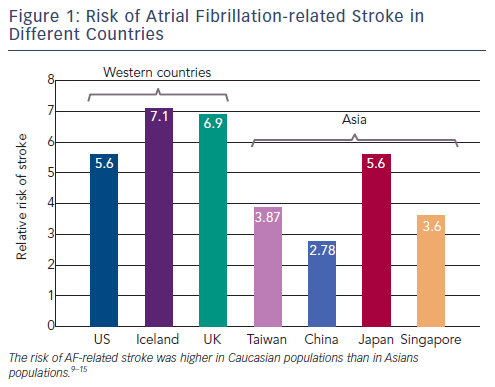 Figure 1: Risk of Atrial Fibrillation-related Stroke in
Different Countries
Western countries
Asia
Relative risk of stroke
8
7
6
5
4
3
2
1
0
5.6
7.1
6.9
3.87
2.78
5.6
3.6
US Iceland UK Taiwan China Japan Singapore
The risk of AF-related stroke was higher in Caucasian populations than in Asians
populations.⁹⁻¹⁵